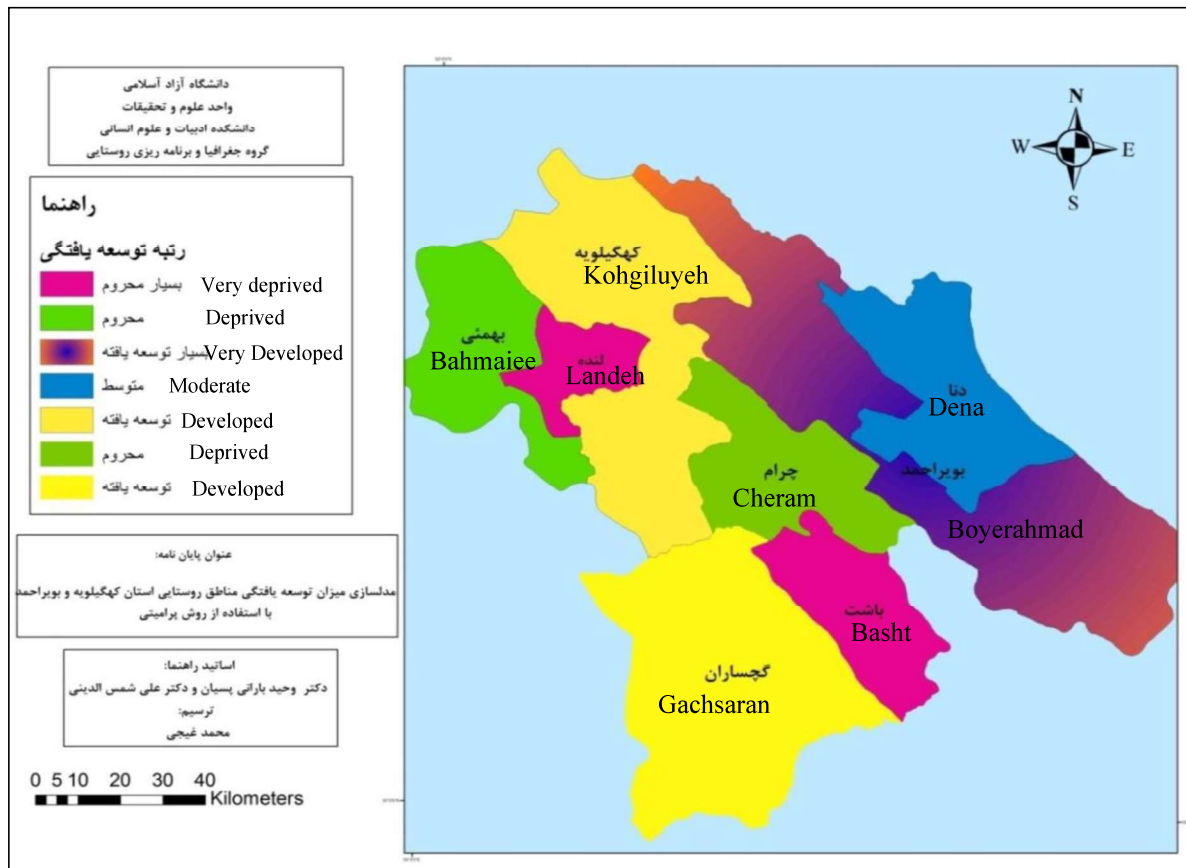 دانشگاه آزاد آسلامی
واحد علوم و تحقیقات
دانشکده ادبیات و علوم انسانی
گروه جغرافیا و برنامه ریزی روستایی
راهنما
رتبه توسعه یافتگی
بسیار محروم Very deprived
محروم Deprived
بسیار توسعه یافته Very Developed
متوسط Moderate
توسعه یافته Developed
محروم Deprived
توسعه یافته Developed
عنوان پایان نامه:
مدلسازی میزان توسعه یافتگی مناطق روستایی استان کهگیلویه و بویراحمد
با استفاده از روش پرامیتی
اساتید راهنما:
دکتر وحید بارانی پسیان و دکتر علی شمس الدینی
ترسیم:
محمد غیجی
0 5 10 20 30 40
Kilometers
N
W E
S
کهگیلویه
Kohgiluyeh
بهمئی
Bahmaiee
لنده
Landeh
دنا
Dena
چرام
Cheram
بویراحمد
Boyerahmad
باشت
Basht
گچساران
Gachsaran